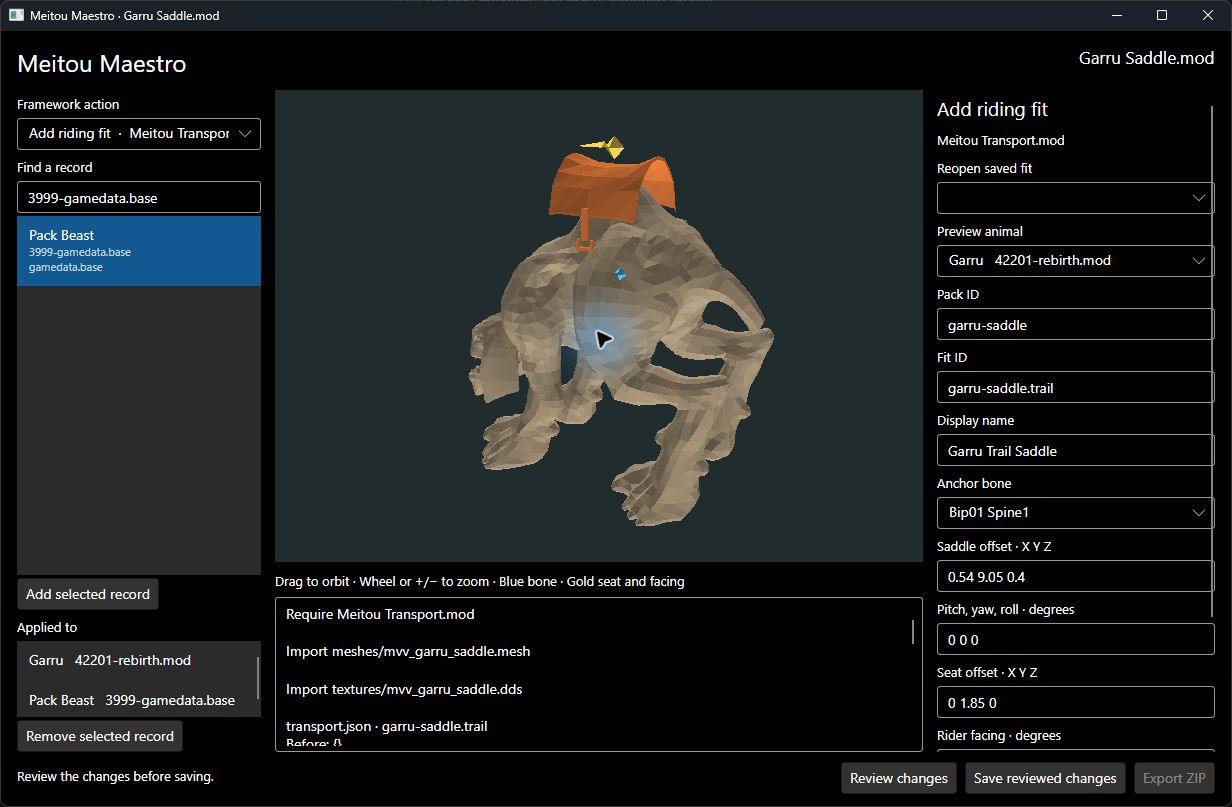 Meitou Maestro · Garru Saddle.mod
Meitou Maestro
Garru Saddle.mod
Framework action
Add riding fit · Meitou Transpor
Find a record
3999-gamedata.base
Pack Beast
3999-gamedata.base
gamedata.base
Add selected record
Applied to
Garru 42201-rebirth.mod
Pack Beast 3999-gamedata.base
Remove selected record
Review the changes before saving.
Drag to orbit · Wheel or +/− to zoom · Blue bone · Gold seat and facing
Require Meitou Transport.mod
Import meshes/mvv_garru_saddle.mesh
Import textures/mvv_garru_saddle.dds
transport.json · garru-saddle.trail
Before: {}
Add riding fit
Meitou Transport.mod
Reopen saved fit
Preview animal
Garru 42201-rebirth.mod
Pack ID
garru-saddle
Fit ID
garru-saddle.trail
Display name
Garru Trail Saddle
Anchor bone
Bip01 Spine1
Saddle offset · X Y Z
0.54 9.05 0.4
Pitch, yaw, roll · degrees
0 0 0
Seat offset · X Y Z
0 1.85 0
Rider facing · degrees
Review changes
Save reviewed changes
Export ZIP